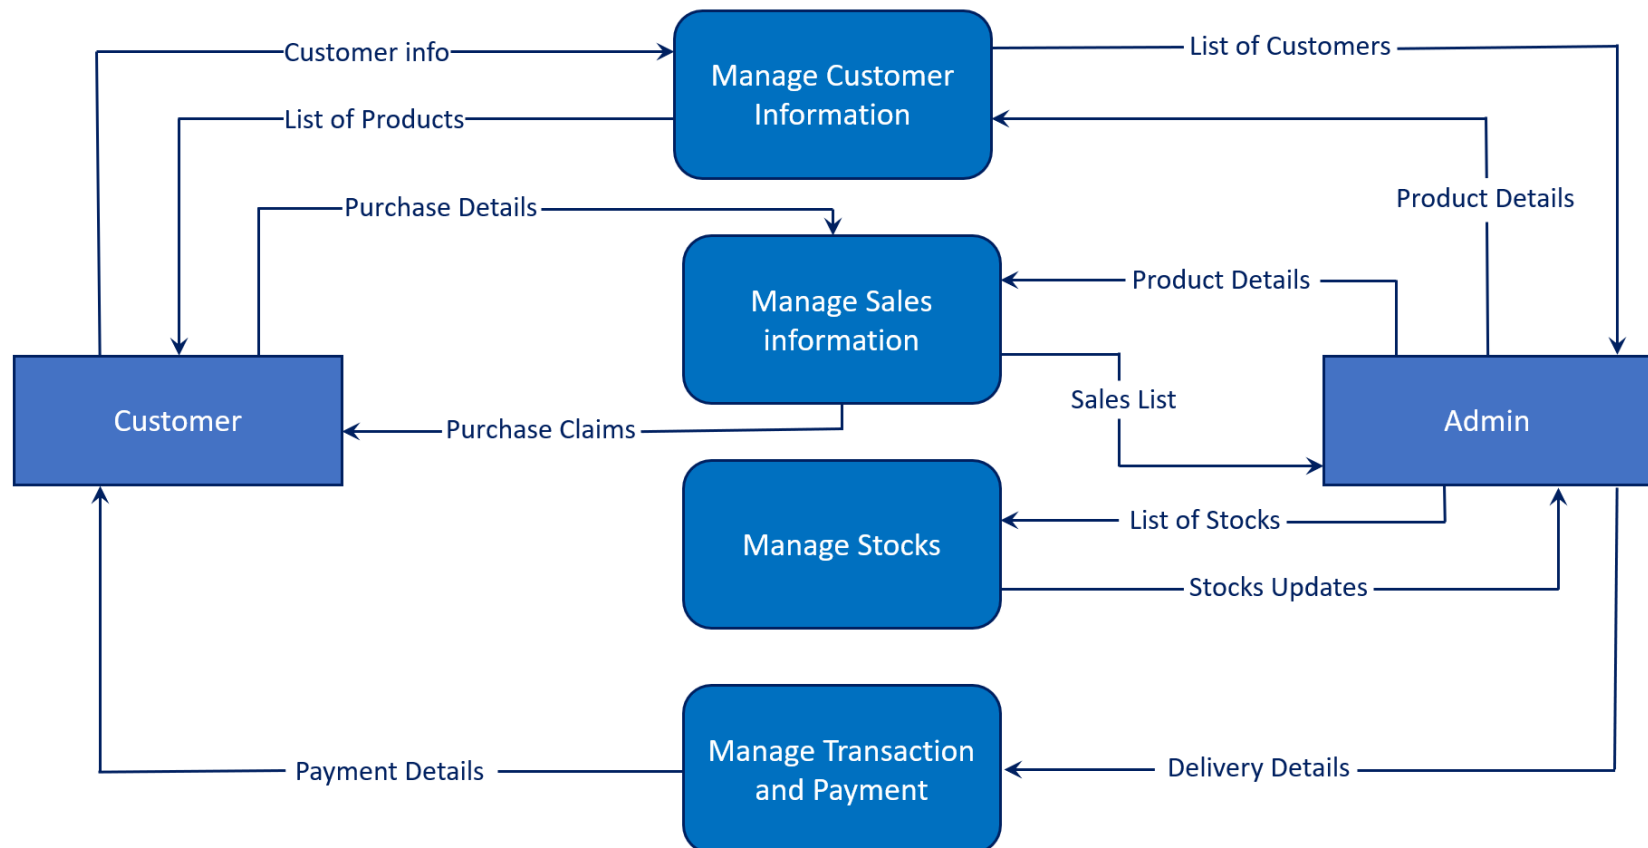 Customer info
List of Customers
Manage Customer
Information
List of Products
Product Details
Purchase Details
Manage Sales
information
Product Details
Sales List
Customer
Admin
Purchase Claims
List of Stocks
Manage Stocks
Stocks Updates
Manage Transaction
and Payment
Payment Details
Delivery Details